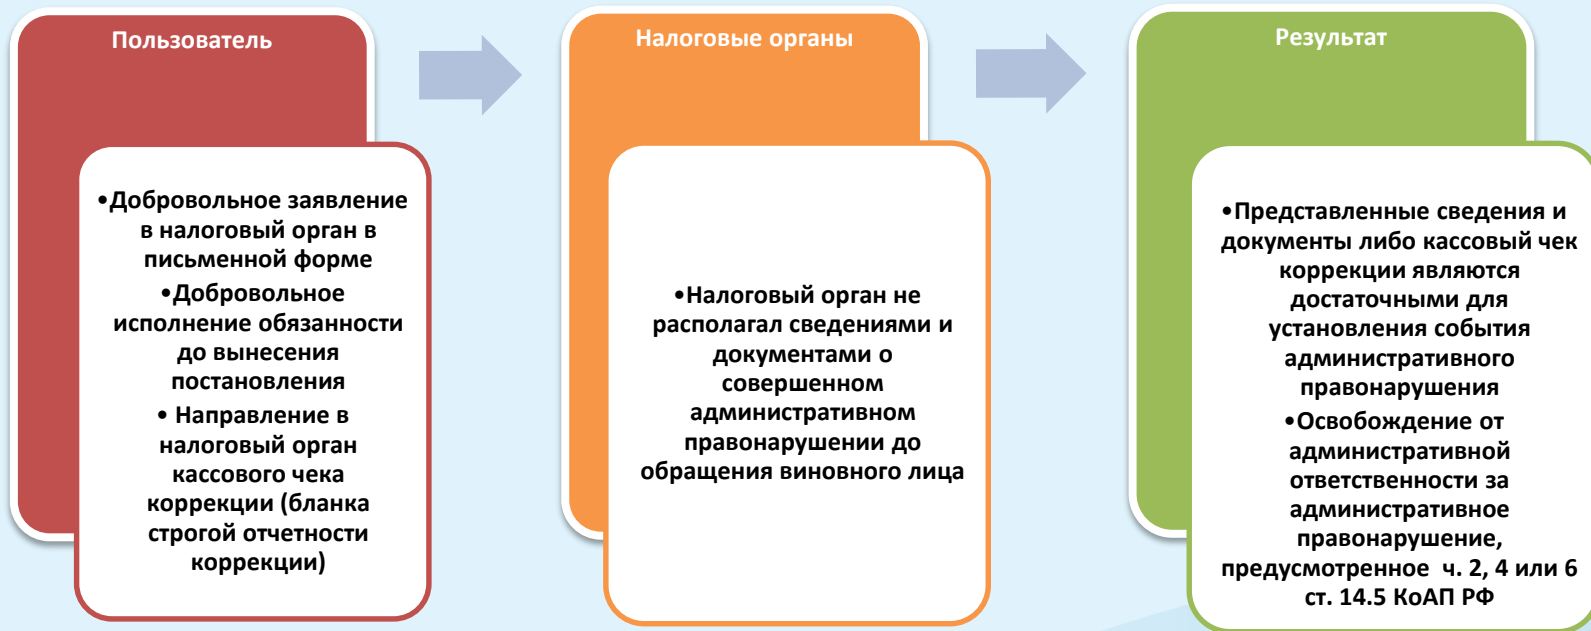 Пользователь
•Добровольное заявление
в налоговый орган в
письменной форме
•Добровольное
исполнение обязанности
до вынесения
постановления
• Направление в
налоговый орган
кассового чека
коррекции (бланка
строгой отчетности
коррекции)
Налоговые органы
•Налоговый орган не
располагал сведениями и
документами о
совершенном
административном
правонарушении до
обращения виновного лица
Результат
•Представленные сведения и
документы либо кассовый чек
коррекции являются
достаточными для
установления события
административного
правонарушения
•Освобождение от
административной
ответственности за
административное
правонарушение,
предусмотренное ч. 2, 4 или 6
ст. 14.5 КоАП РФ